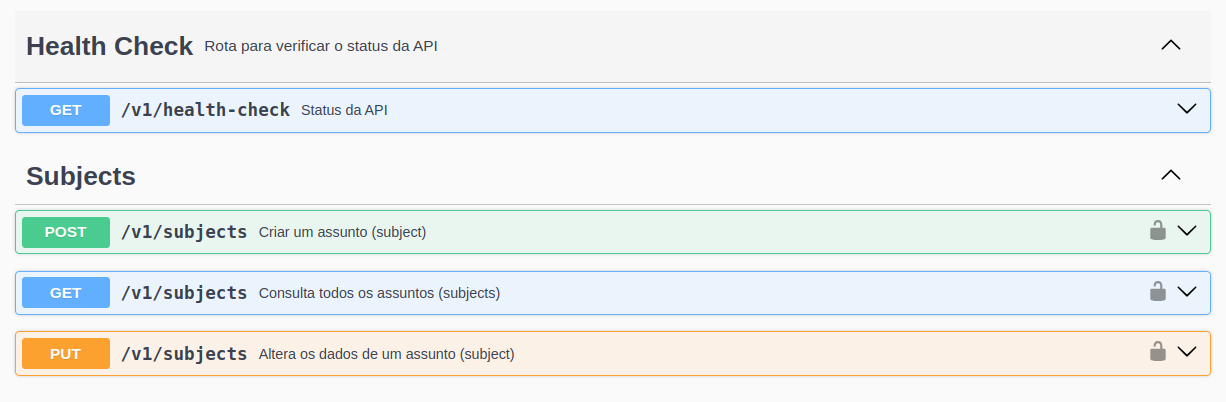 Health Check Rota para verificar o status da API
GET /v1/health-check Status da API
Subjects
POST /v1/subjects Criar um assunto (subject)
GET /v1/subjects Consulta todos os assuntos (subjects)
PUT /v1/subjects Altera os dados de um assunto (subject)